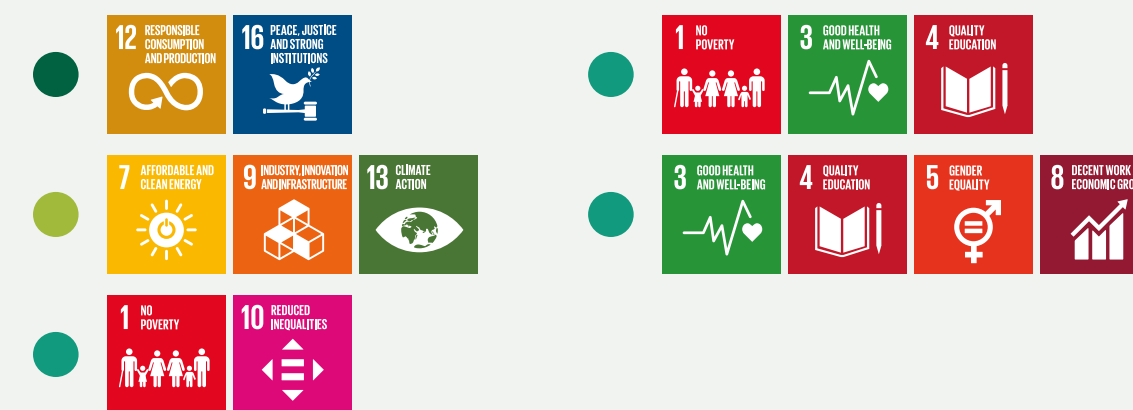 12 RESPONSIBLE
CONSUMPTION
AND PRODUCTION
16 PEACE, JUSTICE
AND STRONG
INSTITUTIONS
1 NO
POVERTY
3 GOOD HEALTH
AND WELL-BEING
4 QUALITY
EDUCATION
7 AFFORDABLE AND
CLEAN ENERGY
9 INDUSTRY, INNOVATION
AND INFRASTRUCTURE
13 CLIMATE
ACTION
3 GOOD HEALTH
AND WELL-BEING
4 QUALITY
EDUCATION
5 GENDER
EQUALITY
8 DECENT WORK
ECONOMIC
1 NO
POVERTY
10 REDUCED
INEQUALITIES